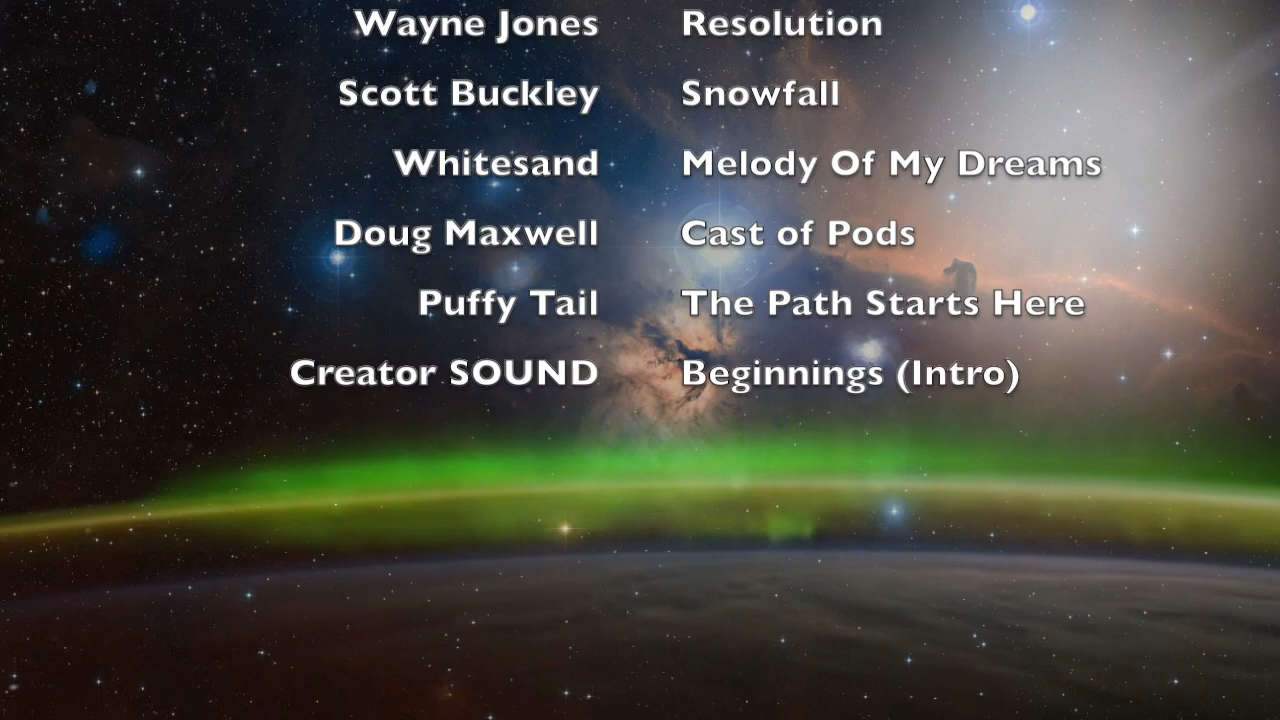 Wayne Jones Resolution
Scott Buckley Snowfall
Whitesand Melody Of My Dreams
Doug Maxwell Cast of Pods
Puffy Tail The Path Starts Here
Creator SOUND Beginnings (Intro)